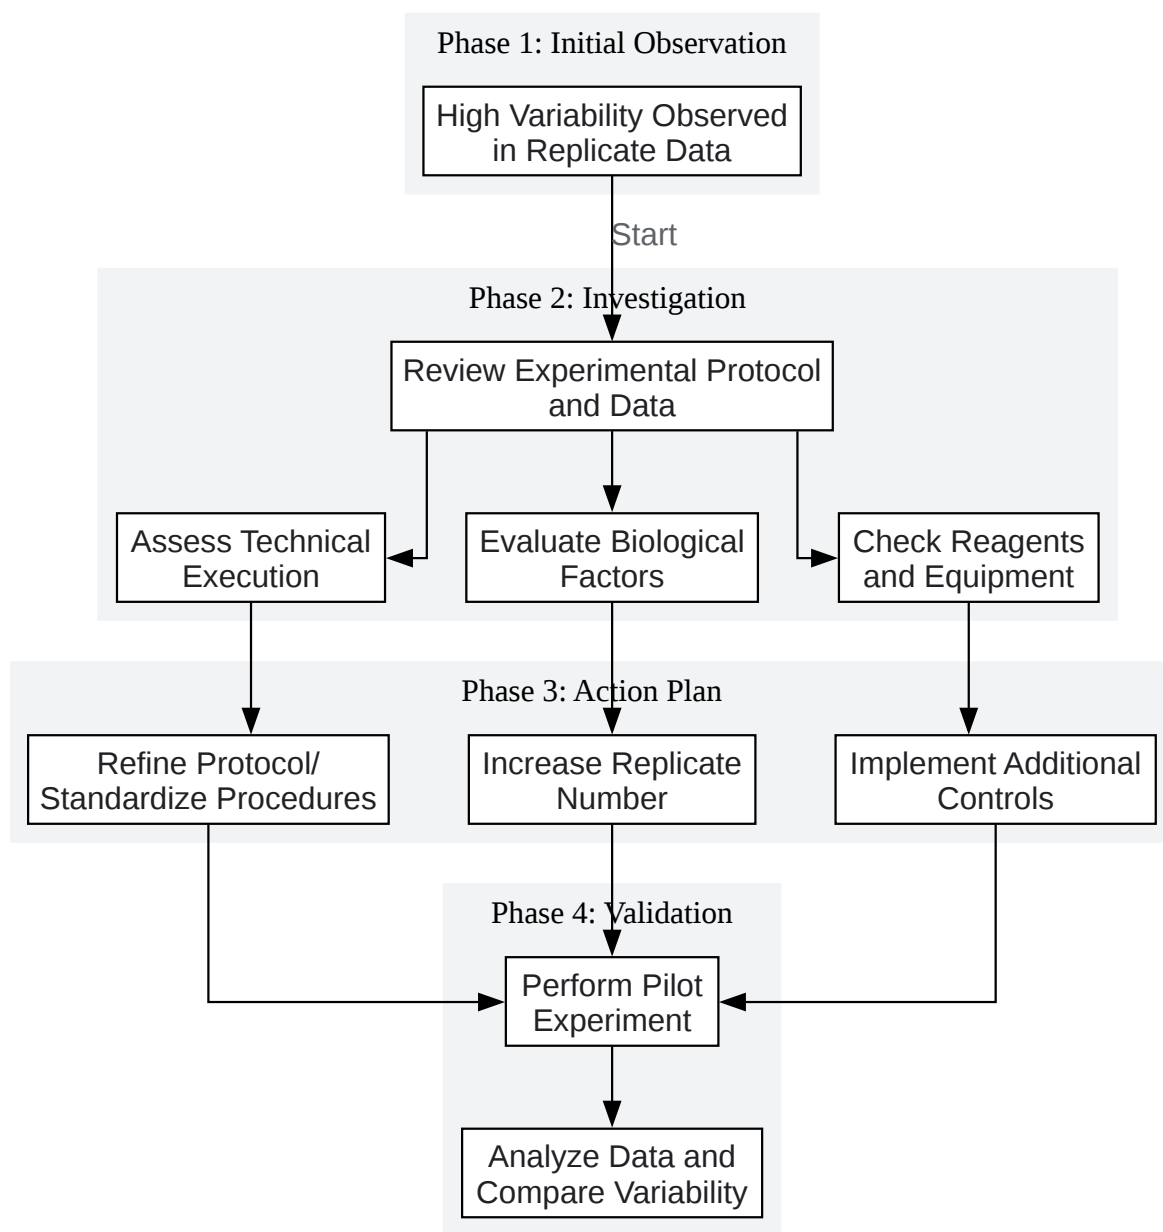 Phase 1: Initial Observation
High Variability Observed
in Replicate Data
Start
Phase 2: Investigation
Review Experimental Protocol
and Data
Assess Technical
Execution
Evaluate Biological
Factors
Check Reagents
and Equipment
Phase 3: Action Plan
Refine Protocol/
Standardize Procedures
Increase Replicate
Number
Implement Additional
Controls
Phase 4: Validation
Perform Pilot
Experiment
Analyze Data and
Compare Variability